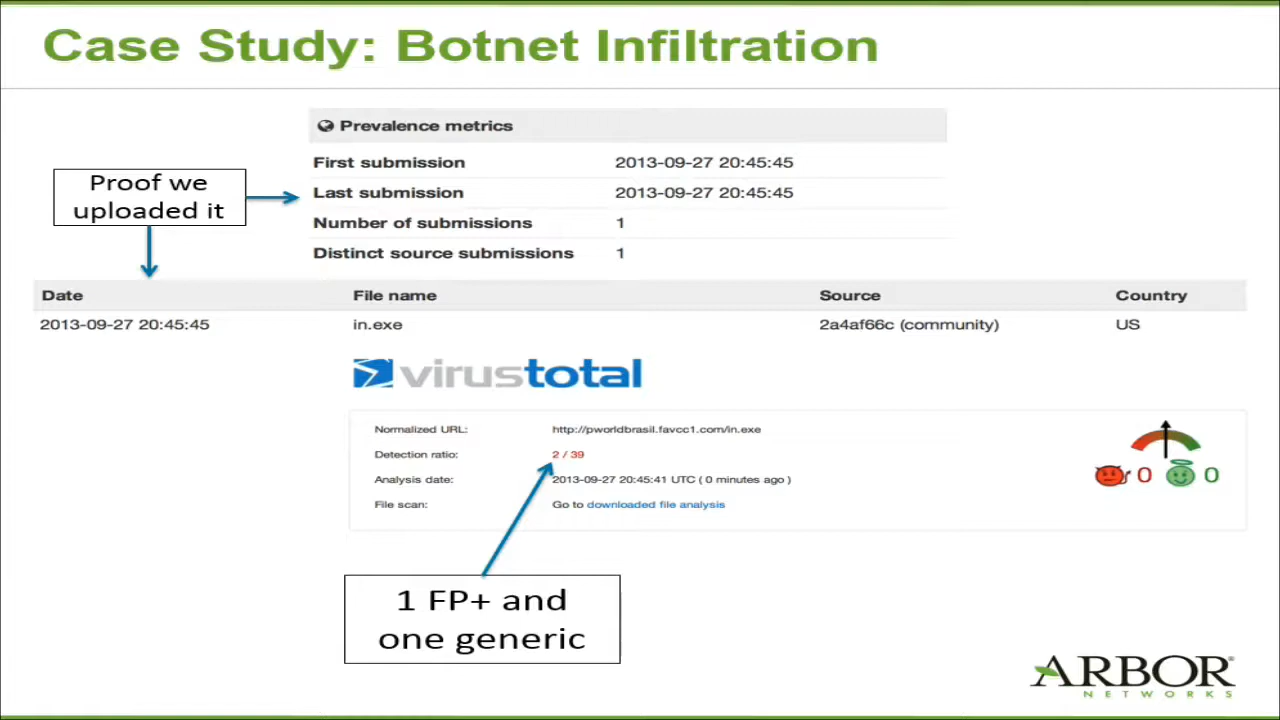 Case Study: Botnet Infiltration
Prevalence metrics
First submission 2013-09-27 20:45:45
Last submission 2013-09-27 20:45:45
Number of submissions 1
Distinct source submissions 1
Proof we
uploaded it
Date File name Source Country
2013-09-27 20:45:45 in.exe 2a4af66c (community) US
virustotal
Normalized URL: http://pworldbrasil.favcc1.com/in.exe
Detection ratio: 2 / 39
Analysis date: 2013-09-27 20:45:41 UTC ( 0 minutes ago )
File scan: Go to downloaded file analysis
0 0
1 FP+ and
one generic
ARBOR
NETWORKS